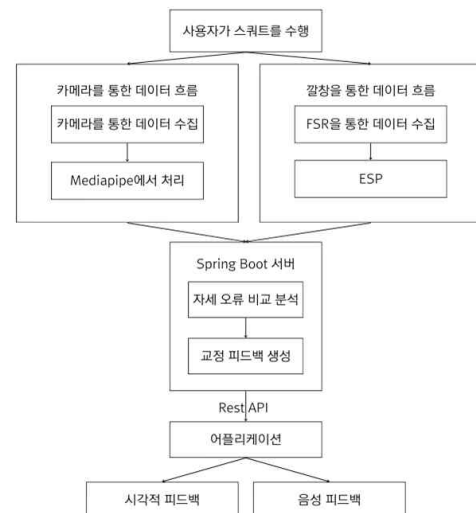 사용자가 스쿼트를 수행
카메라를 통한 데이터 흐름
카메라를 통한 데이터 수집
Mediapipe에서 처리
깔창을 통한 데이터 흐름
FSR을 통한 데이터 수집
ESP
Spring Boot 서버
자세 오류 비교 분석
교정 피드백 생성
Rest API
어플리케이션
시각적 피드백
음성 피드백